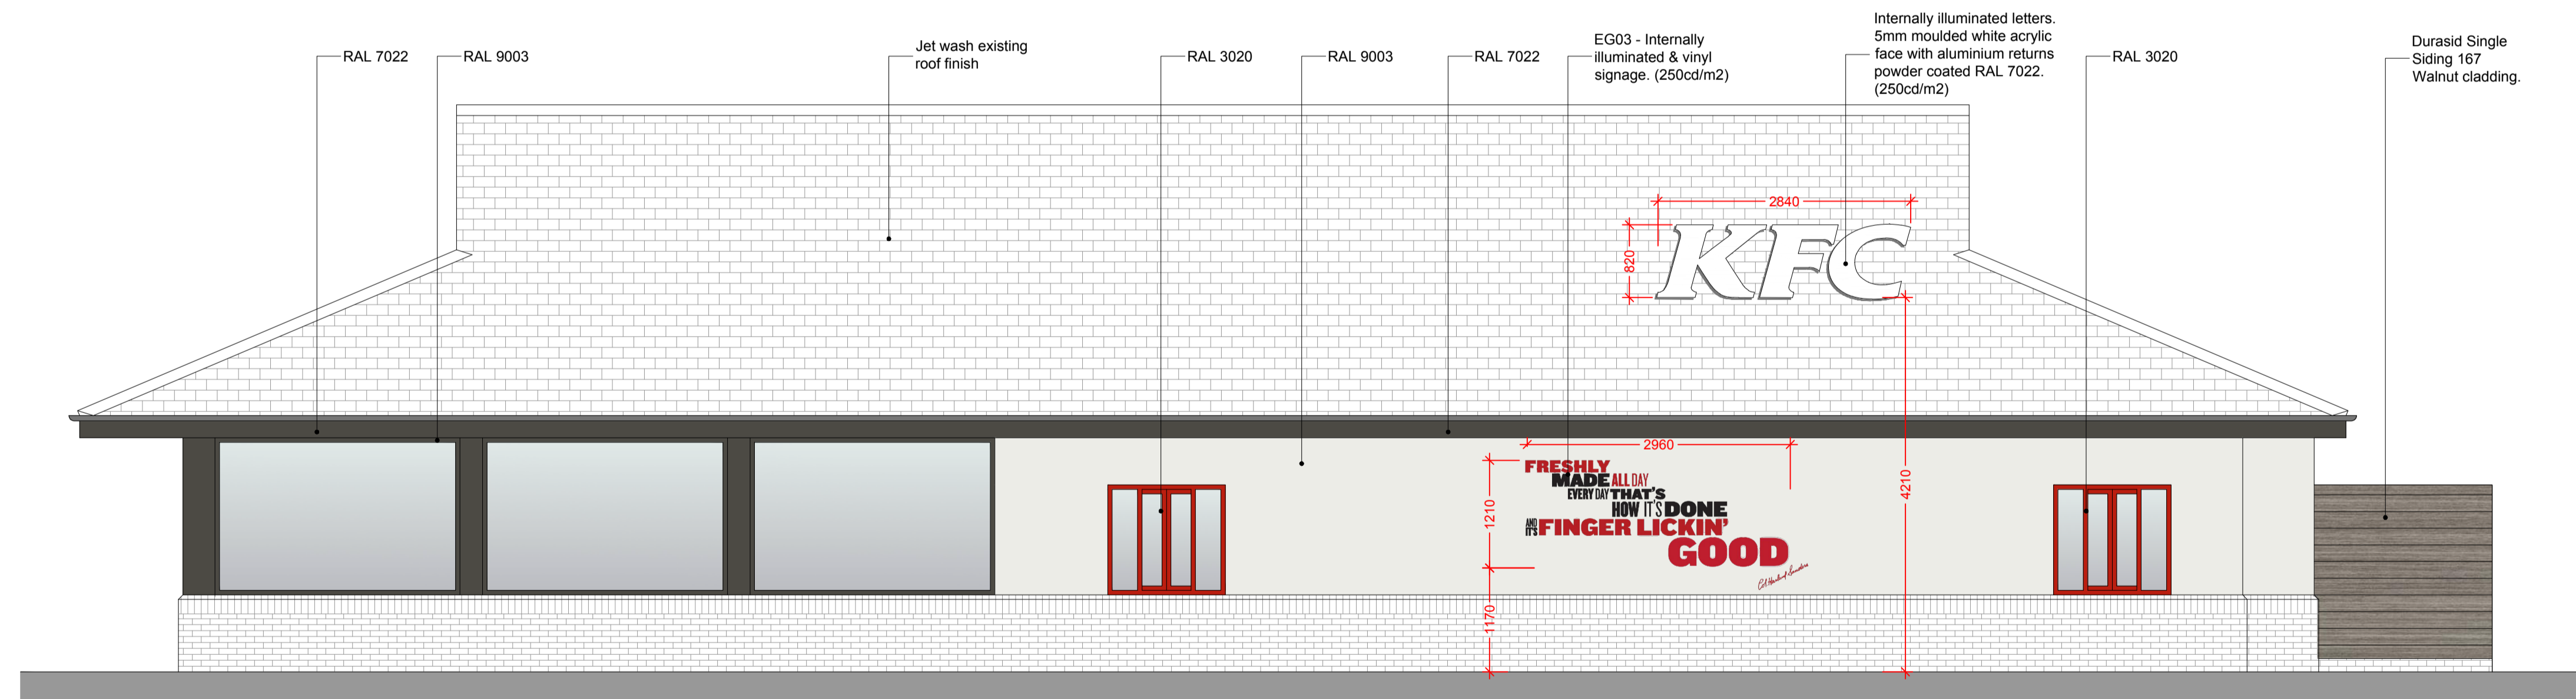 RAL 7022
RAL 9003
Jet wash existing
roof finish
RAL 3020
RAL 9003
RAL 7022
EG03 - Internally
illuminated & vinyl
signage. (250cd/m2)
Internally illuminated letters.
5mm moulded white acrylic
face with aluminium returns
powder coated RAL 7022.
(250cd/m2)
RAL 3020
Durasid Single
Siding 167
Walnut cladding.
2840
820
KFC
4210
2960
1210
1170
FRESHLY
MADE ALL DAY
EVERY DAY THAT'S
HOW IT'S DONE
AND IT'S FINGER LICKIN'
GOOD
Col Harland Sanders